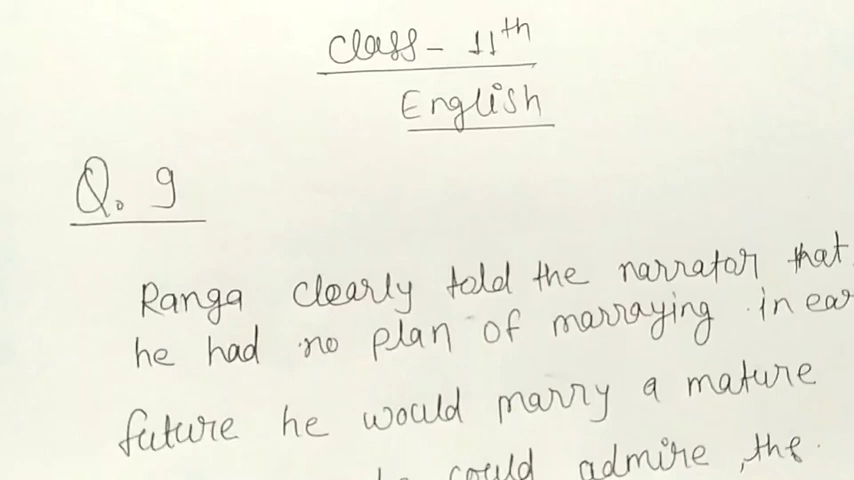 Class - 11th
English
Q. 9
Ranga clearly told the narrator that
he had no plan of marraying in ear
future he would marry a mature
could admire the